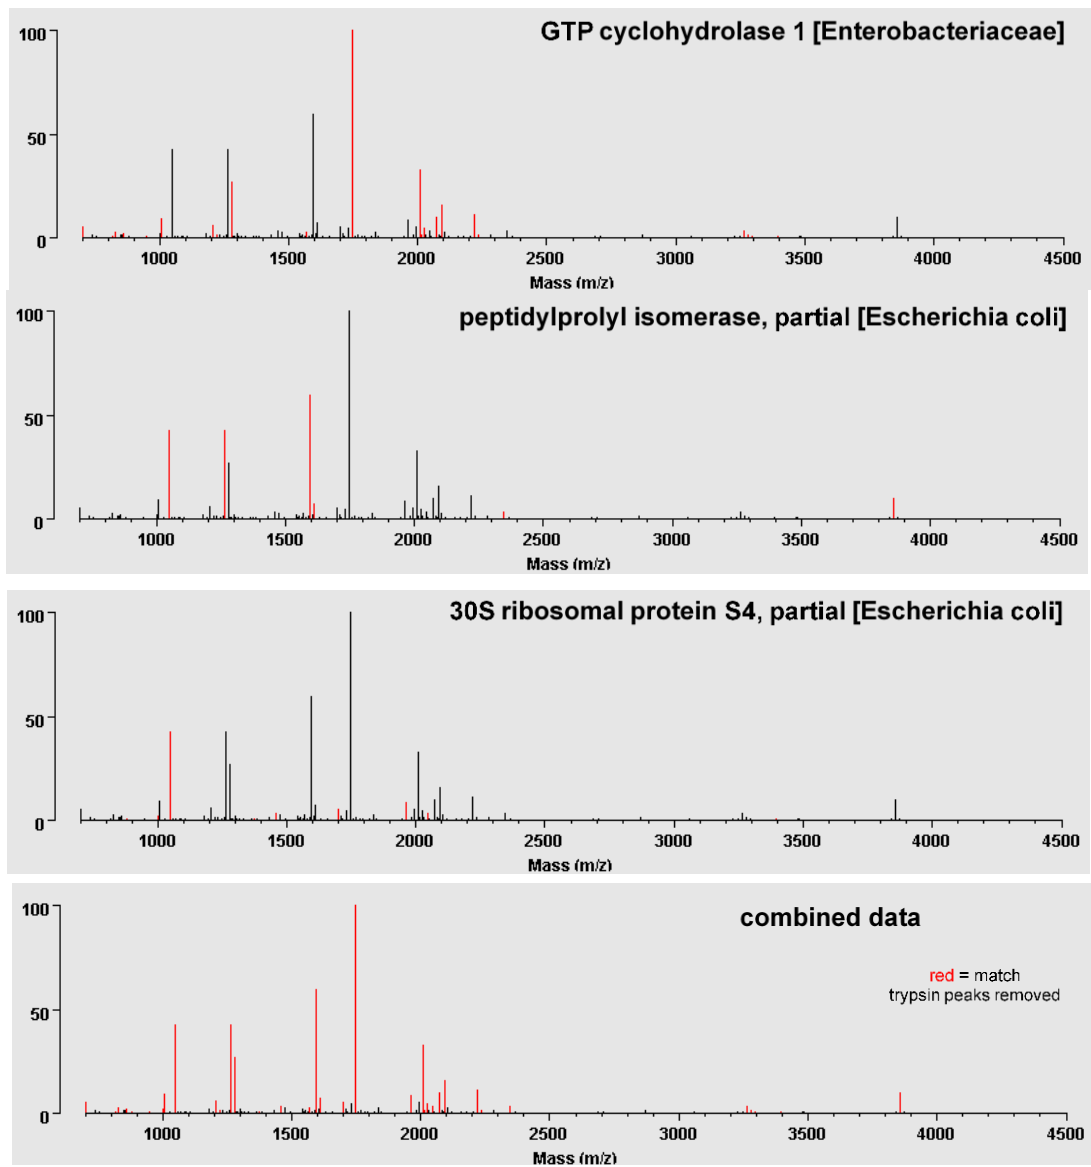 GTP cyclohydrolase 1 [Enterobacteriaceae]
100
50
0
1000 1500 2000 2500 3000 3500 4000 4500
Mass (m/z)
peptidylprolyl isomerase, partial [Escherichia coli]
100
50
0
1000 1500 2000 2500 3000 3500 4000 4500
Mass (m/z)
30S ribosomal protein S4, partial [Escherichia coli]
100
50
0
1000 1500 2000 2500 3000 3500 4000 4500
Mass (m/z)
combined data
100
red = match
trypsin peaks removed
50
0
1000 1500 2000 2500 3000 3500 4000 4500
Mass (m/z)